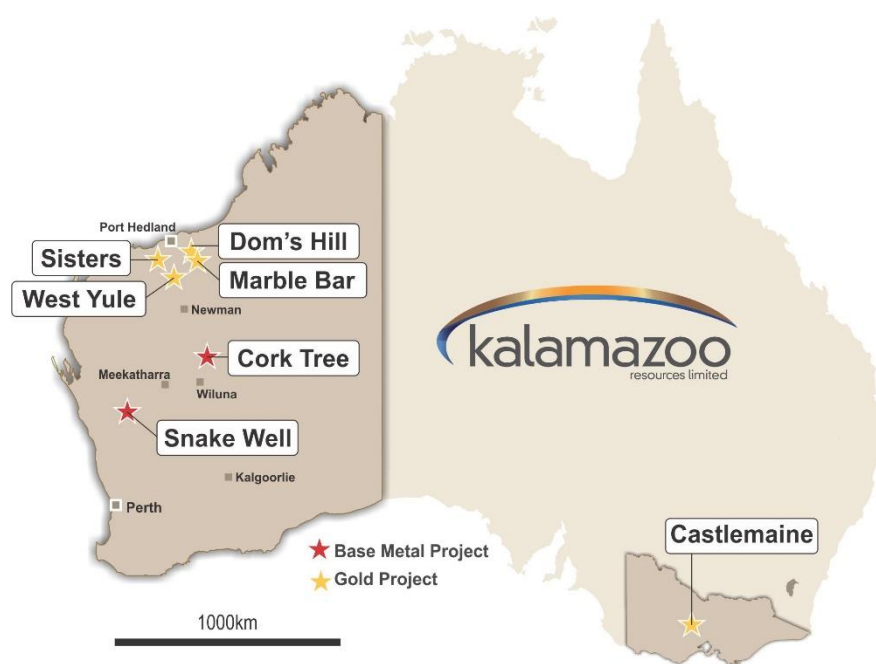 Port Hedland
Dom's Hill
Sisters
Marble Bar
West Yule
Newman
kalamazoo
resources limited
Cork Tree
Meekatharra
Wiluna
Snake Well
Kalgoorlie
Perth
Castlemaine
Base Metal Project
Gold Project
1000km